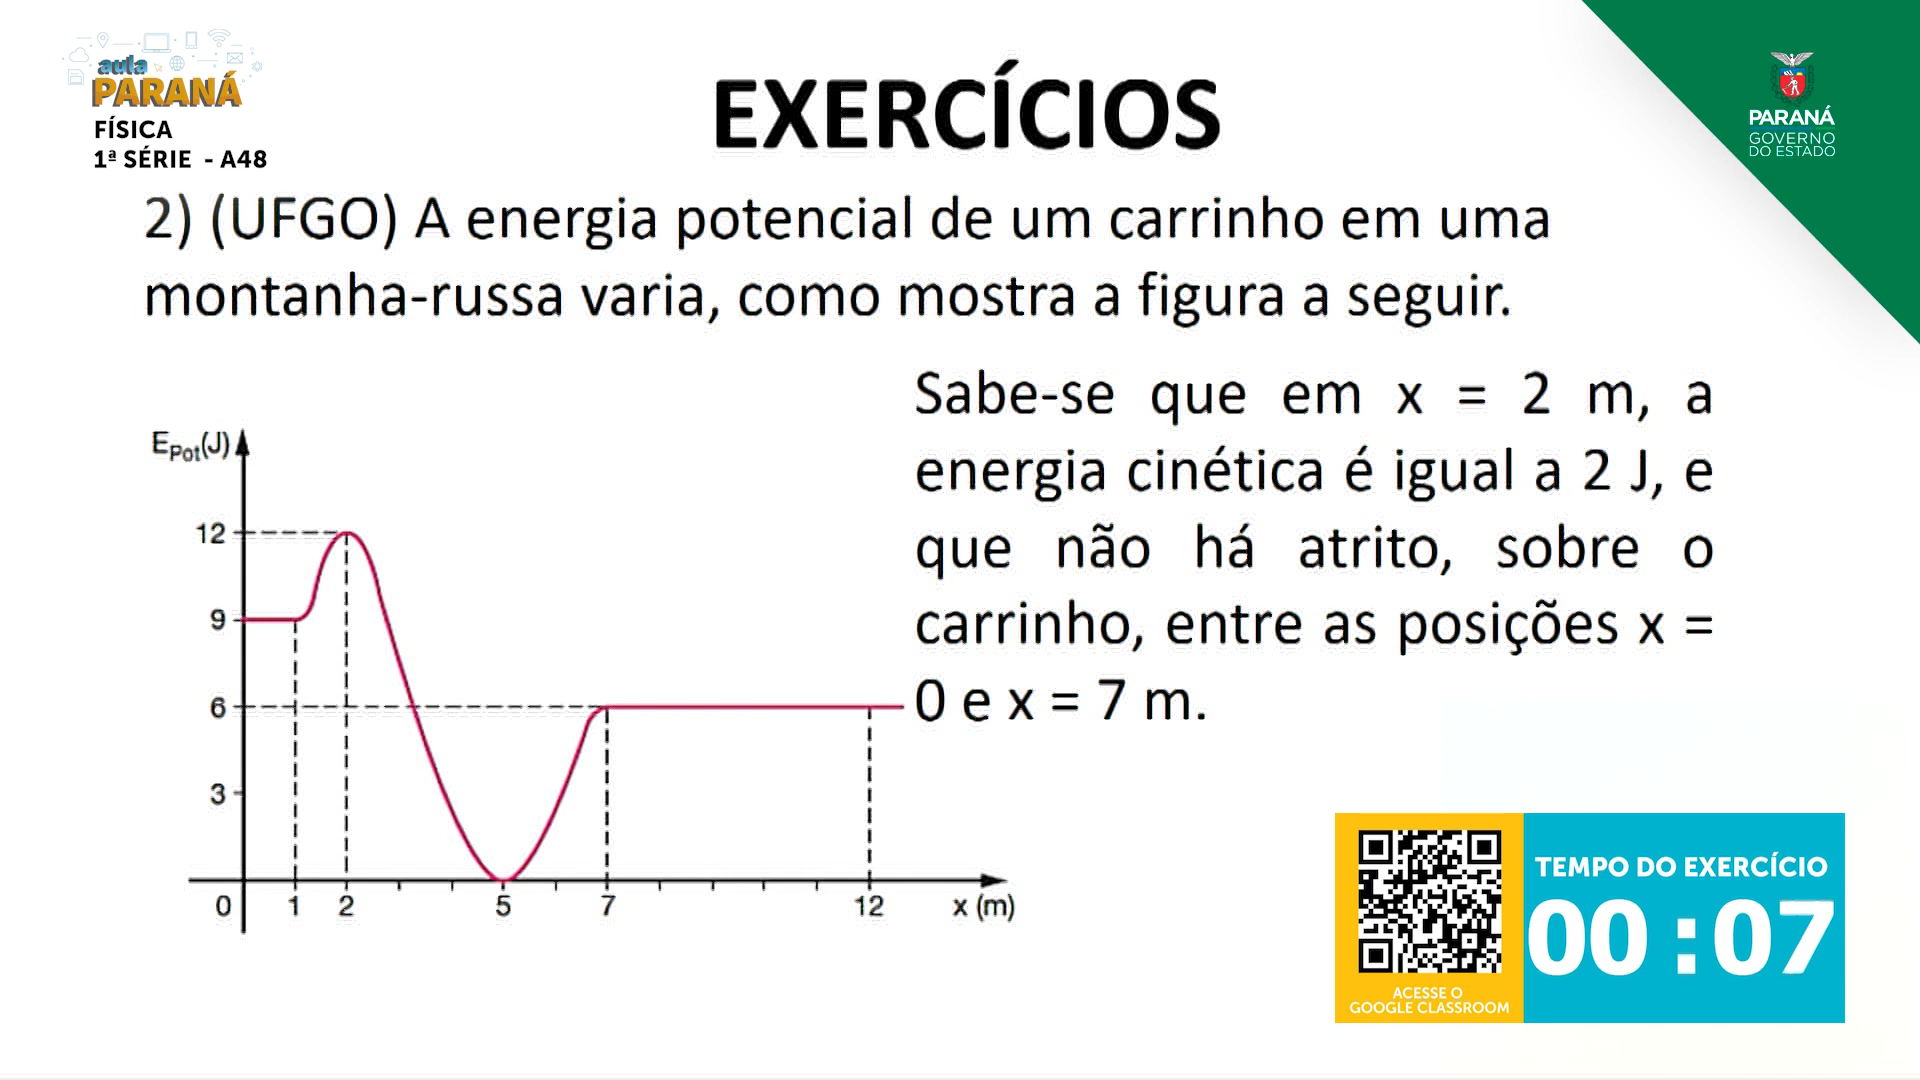 aula
PARANÁ
FÍSICA
1ª SÉRIE - A48
EXERCÍCIOS
PARANÁ
GOVERNO
DO ESTADO
2) (UFGO) A energia potencial de um carrinho em uma
montanha-russa varia, como mostra a figura a seguir.
Sabe-se que em x = 2 m, a
energia cinética é igual a 2 J, e
que não há atrito, sobre o
carrinho, entre as posições x =
0 e x = 7 m.
EPot(J)
12
9
6
3
0 1 2 5 7 12 x (m)
TEMPO DO EXERCÍCIO
00 : 07
ACESSE O
GOOGLE CLASSROOM